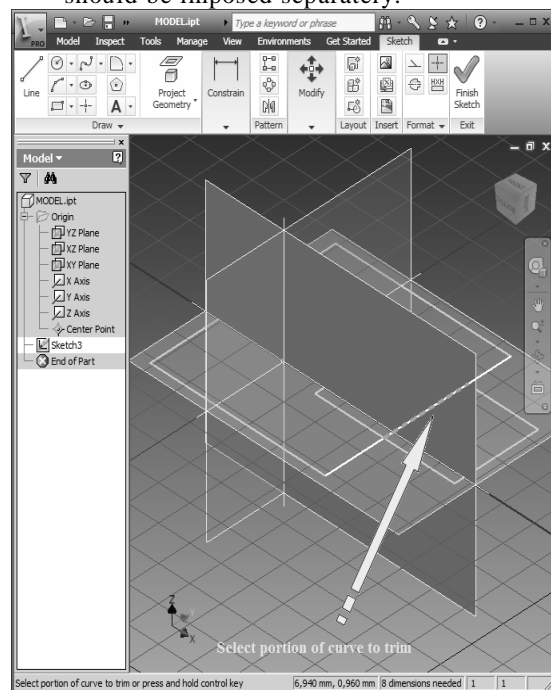 should be imposed separately.
MODEL.ipt
Type a keyword or phrase
PRO
Model Inspect Tools Manage View Environments Get Started Sketch
Line
Project Geometry
Constrain
Modify
Finish Sketch
Draw
Pattern
Layout
Insert
Format
Exit
Model
MODEL.ipt
Origin
YZ Plane
XZ Plane
XY Plane
X Axis
Y Axis
Z Axis
Center Point
Sketch3
End of Part
Z
X
Select portion of curve to trim
Select portion of curve to trim or press and hold control key 6,940 mm, 0,960 mm 8 dimensions needed 1 1